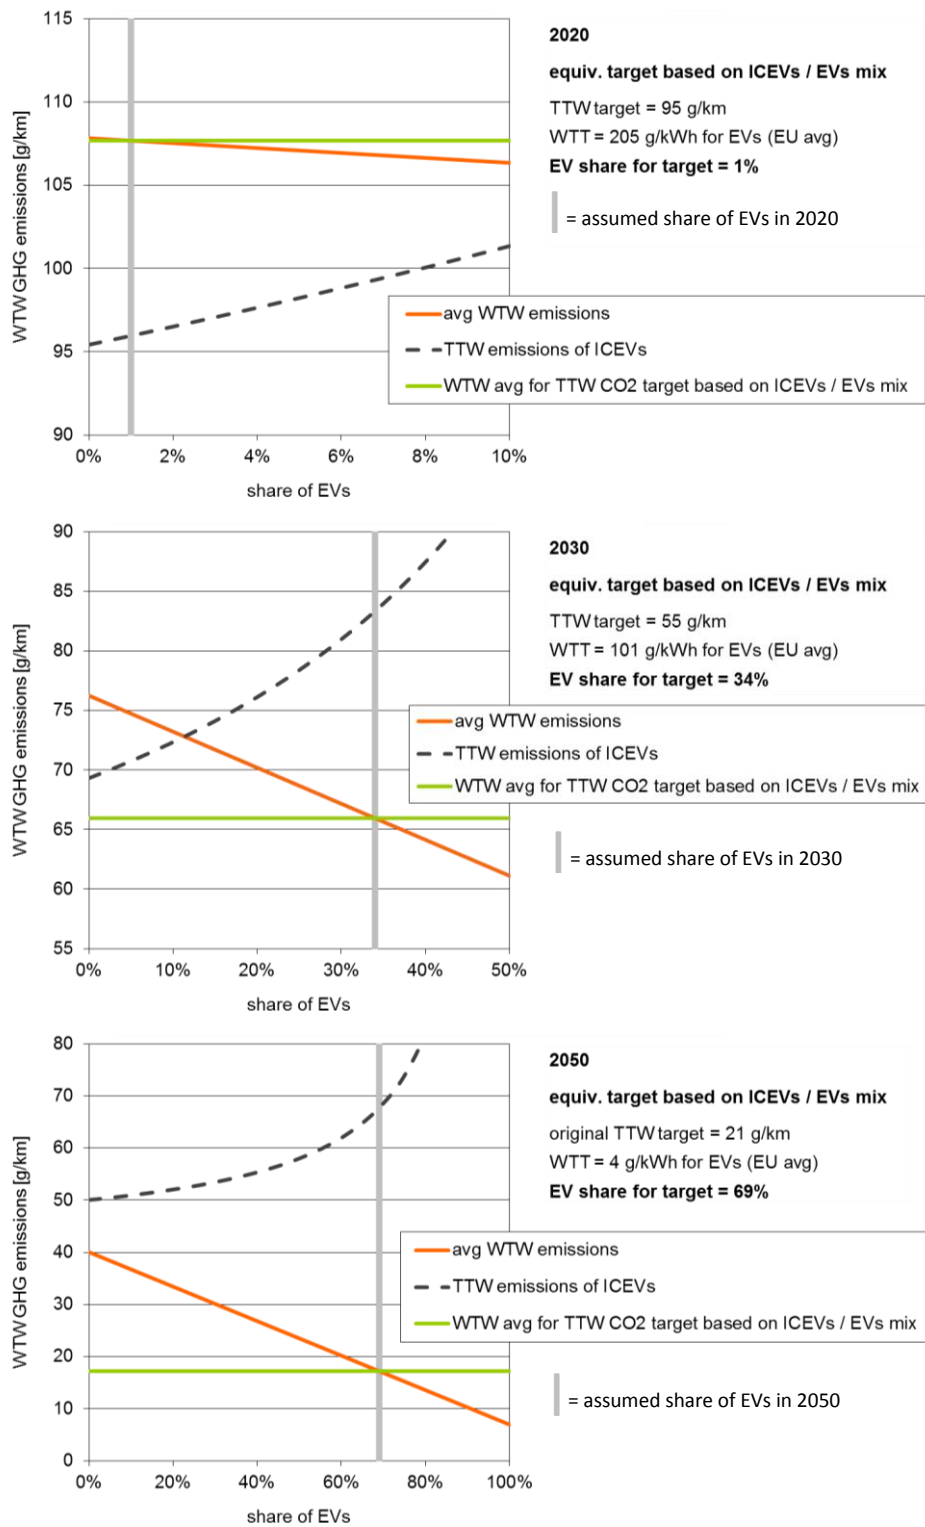 115
110
105
100
95
90
WTW GHG emissions [g/km]
0% 2% 4% 6% 8% 10%
share of EVs
2020
equiv. target based on ICEVs / EVs mix
TTW target = 95 g/km
WTT = 205 g/kWh for EVs (EU avg)
EV share for target = 1%
= assumed share of EVs in 2020
avg WTW emissions
TTW emissions of ICEVs
WTW avg for TTW CO2 target based on ICEVs / EVs mix
90
85
80
75
70
65
60
55
WTW GHG emissions [g/km]
0% 10% 20% 30% 40% 50%
share of EVs
2030
equiv. target based on ICEVs / EVs mix
TTW target = 55 g/km
WTT = 101 g/kWh for EVs (EU avg)
EV share for target = 34%
avg WTW emissions
TTW emissions of ICEVs
WTW avg for TTW CO2 target based on ICEVs / EVs mix
= assumed share of EVs in 2030
80
70
60
50
40
30
20
10
0
WTW GHG emissions [g/km]
0% 20% 40% 60% 80% 100%
share of EVs
2050
equiv. target based on ICEVs / EVs mix
original TTW target = 21 g/km
WTT = 4 g/kWh for EVs (EU avg)
EV share for target = 69%
avg WTW emissions
TTW emissions of ICEVs
WTW avg for TTW CO2 target based on ICEVs / EVs mix
= assumed share of EVs in 2050